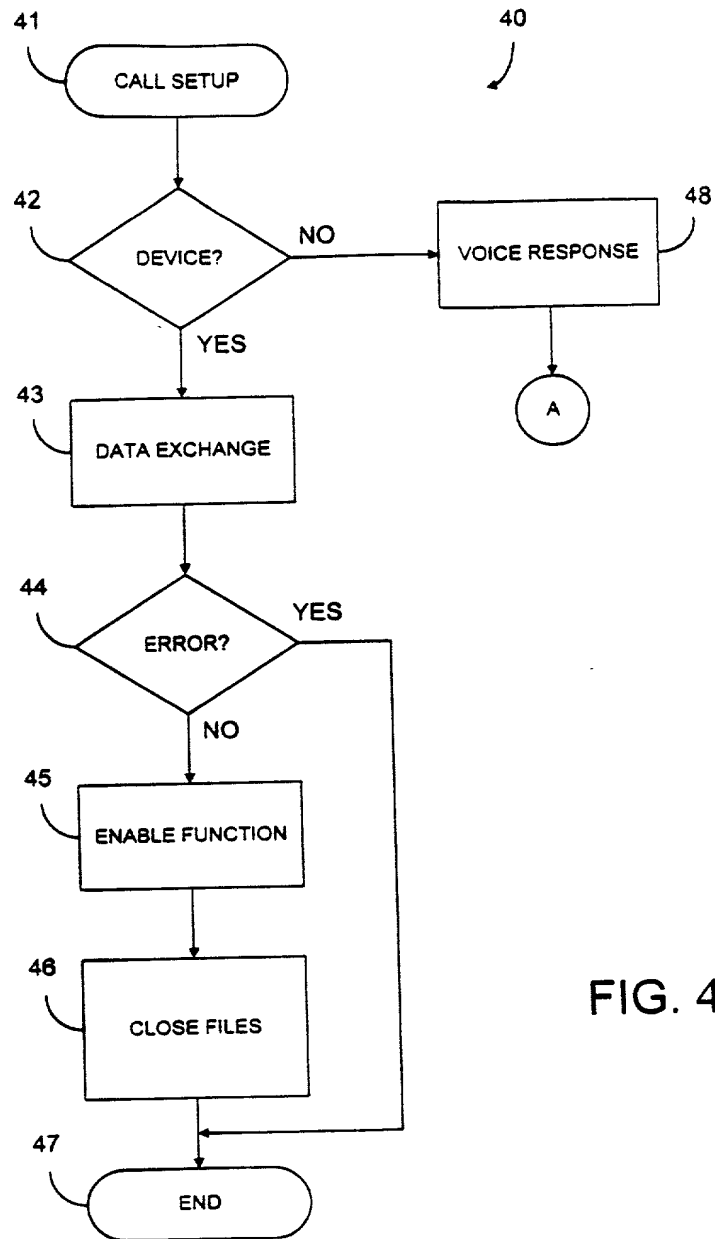 41
40
CALL SETUP
42
48
DEVICE?
NO
VOICE RESPONSE
YES
43
A
DATA EXCHANGE
44
YES
ERROR?
NO
45
ENABLE FUNCTION
46
CLOSE FILES
FIG. 4
47
END